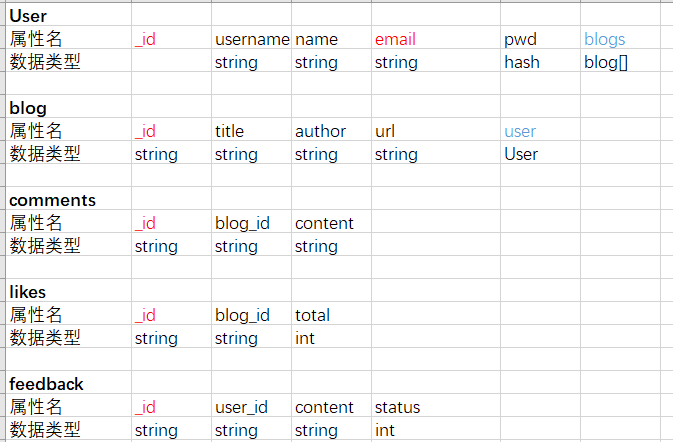 User
属性名 _id username name email pwd blogs
数据类型 string string string hash blog[]
blog
属性名 _id title author url user
数据类型 string string string string User
comments
属性名 _id blog_id content
数据类型 string string string
likes
属性名 _id blog_id total
数据类型 string string int
feedback
属性名 _id user_id content status
数据类型 string string string int